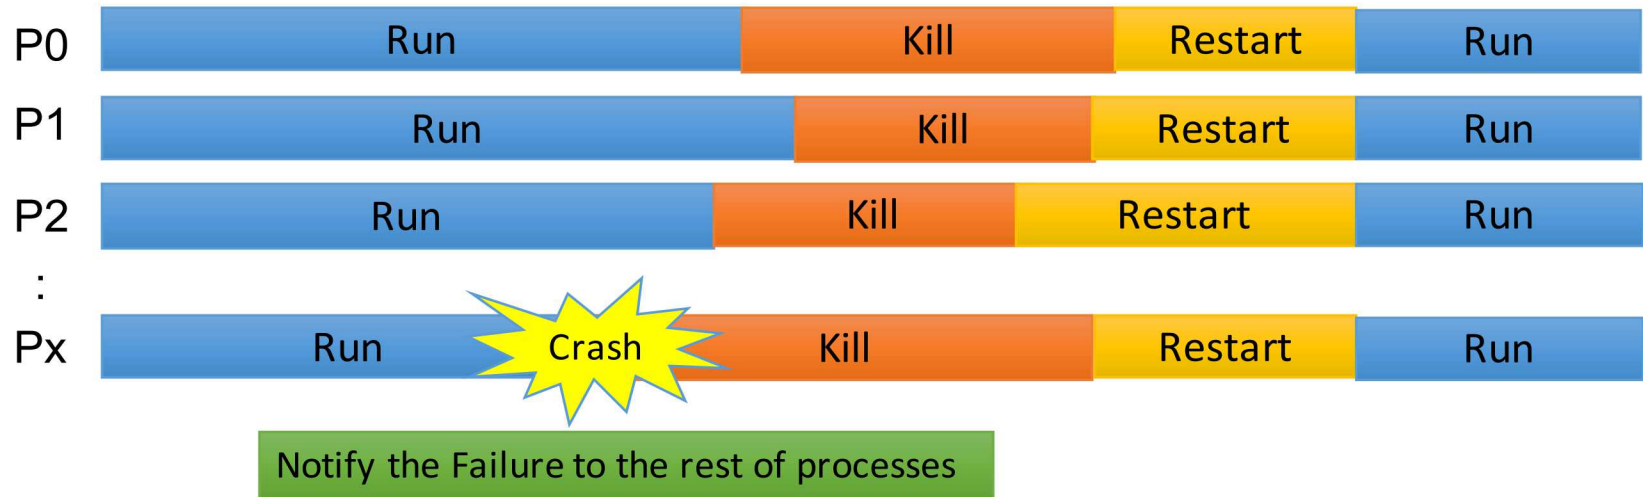 P0 Run Kill Restart Run
P1 Run Kill Restart Run
P2 Run Kill Restart Run
:
Px Run Crash Kill Restart Run
Notify the Failure to the rest of processes